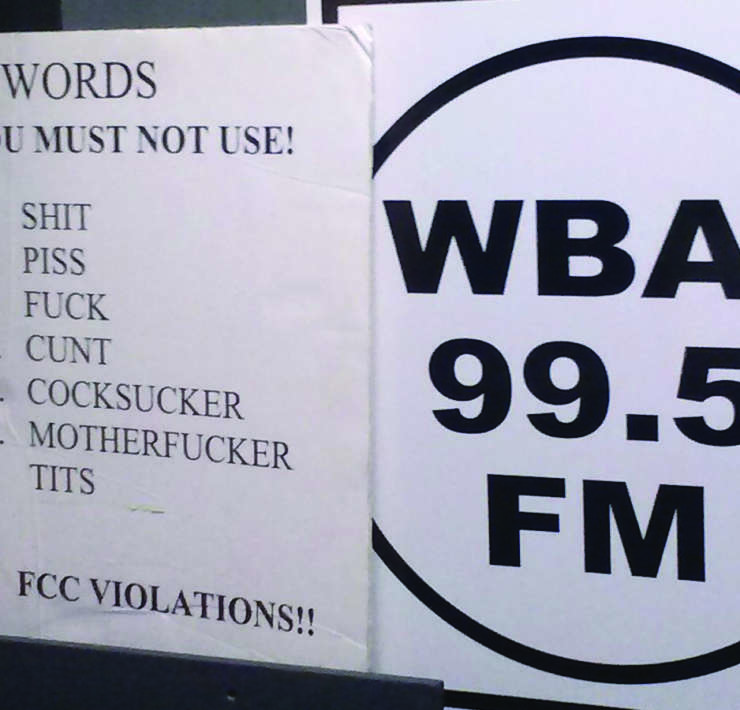 WORDS
U MUST NOT USE!
SHIT
PISS
FUCK
. CUNT
. COCKSUCKER
. MOTHERFUCKER
TITS
FCC VIOLATIONS!!
WBA
99.5
FM